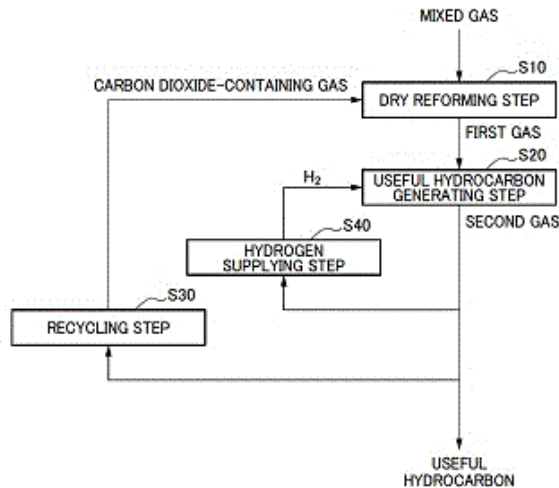 MIXED GAS
S10
CARBON DIOXIDE-CONTAINING GAS
DRY REFORMING STEP
FIRST GAS
S20
H2
USEFUL HYDROCARBON
GENERATING STEP
SECOND GAS
S40
HYDROGEN
SUPPLYING STEP
S30
RECYCLING STEP
USEFUL
HYDROCARBON